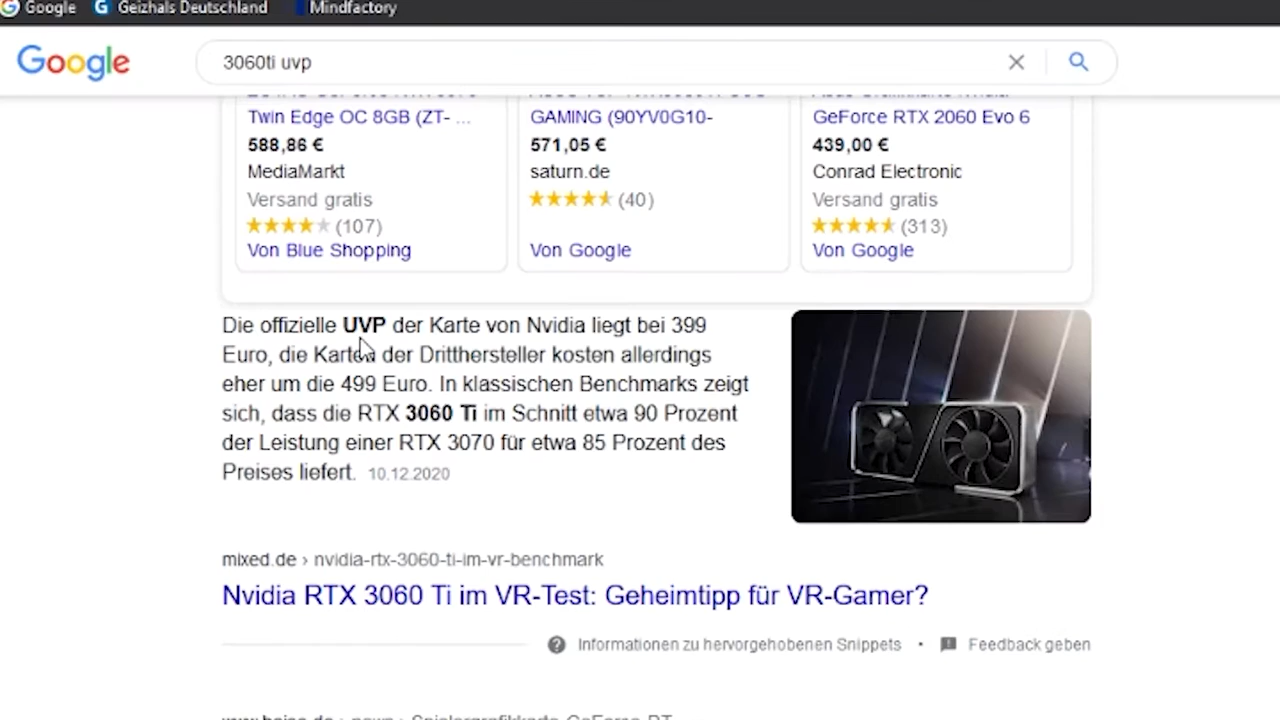 Google Geizhals Deutschland Mindfactory
Google 3060ti uvp
Twin Edge OC 8GB (ZT- ...
588,86 €
MediaMarkt
Versand gratis
(107)
Von Blue Shopping
GAMING (90YV0G10-
571,05 €
saturn.de
(40)
Von Google
GeForce RTX 2060 Evo 6
439,00 €
Conrad Electronic
Versand gratis
(313)
Von Google
Die offizielle UVP der Karte von Nvidia liegt bei 399
Euro, die Karten der Dritthersteller kosten allerdings
eher um die 499 Euro. In klassischen Benchmarks zeigt
sich, dass die RTX 3060 Ti im Schnitt etwa 90 Prozent
der Leistung einer RTX 3070 für etwa 85 Prozent des
Preises liefert. 10.12.2020
mixed.de › nvidia-rtx-3060-ti-im-vr-benchmark
Nvidia RTX 3060 Ti im VR-Test: Geheimtipp für VR-Gamer?
Informationen zu hervorgehobenen Snippets • Feedback geben